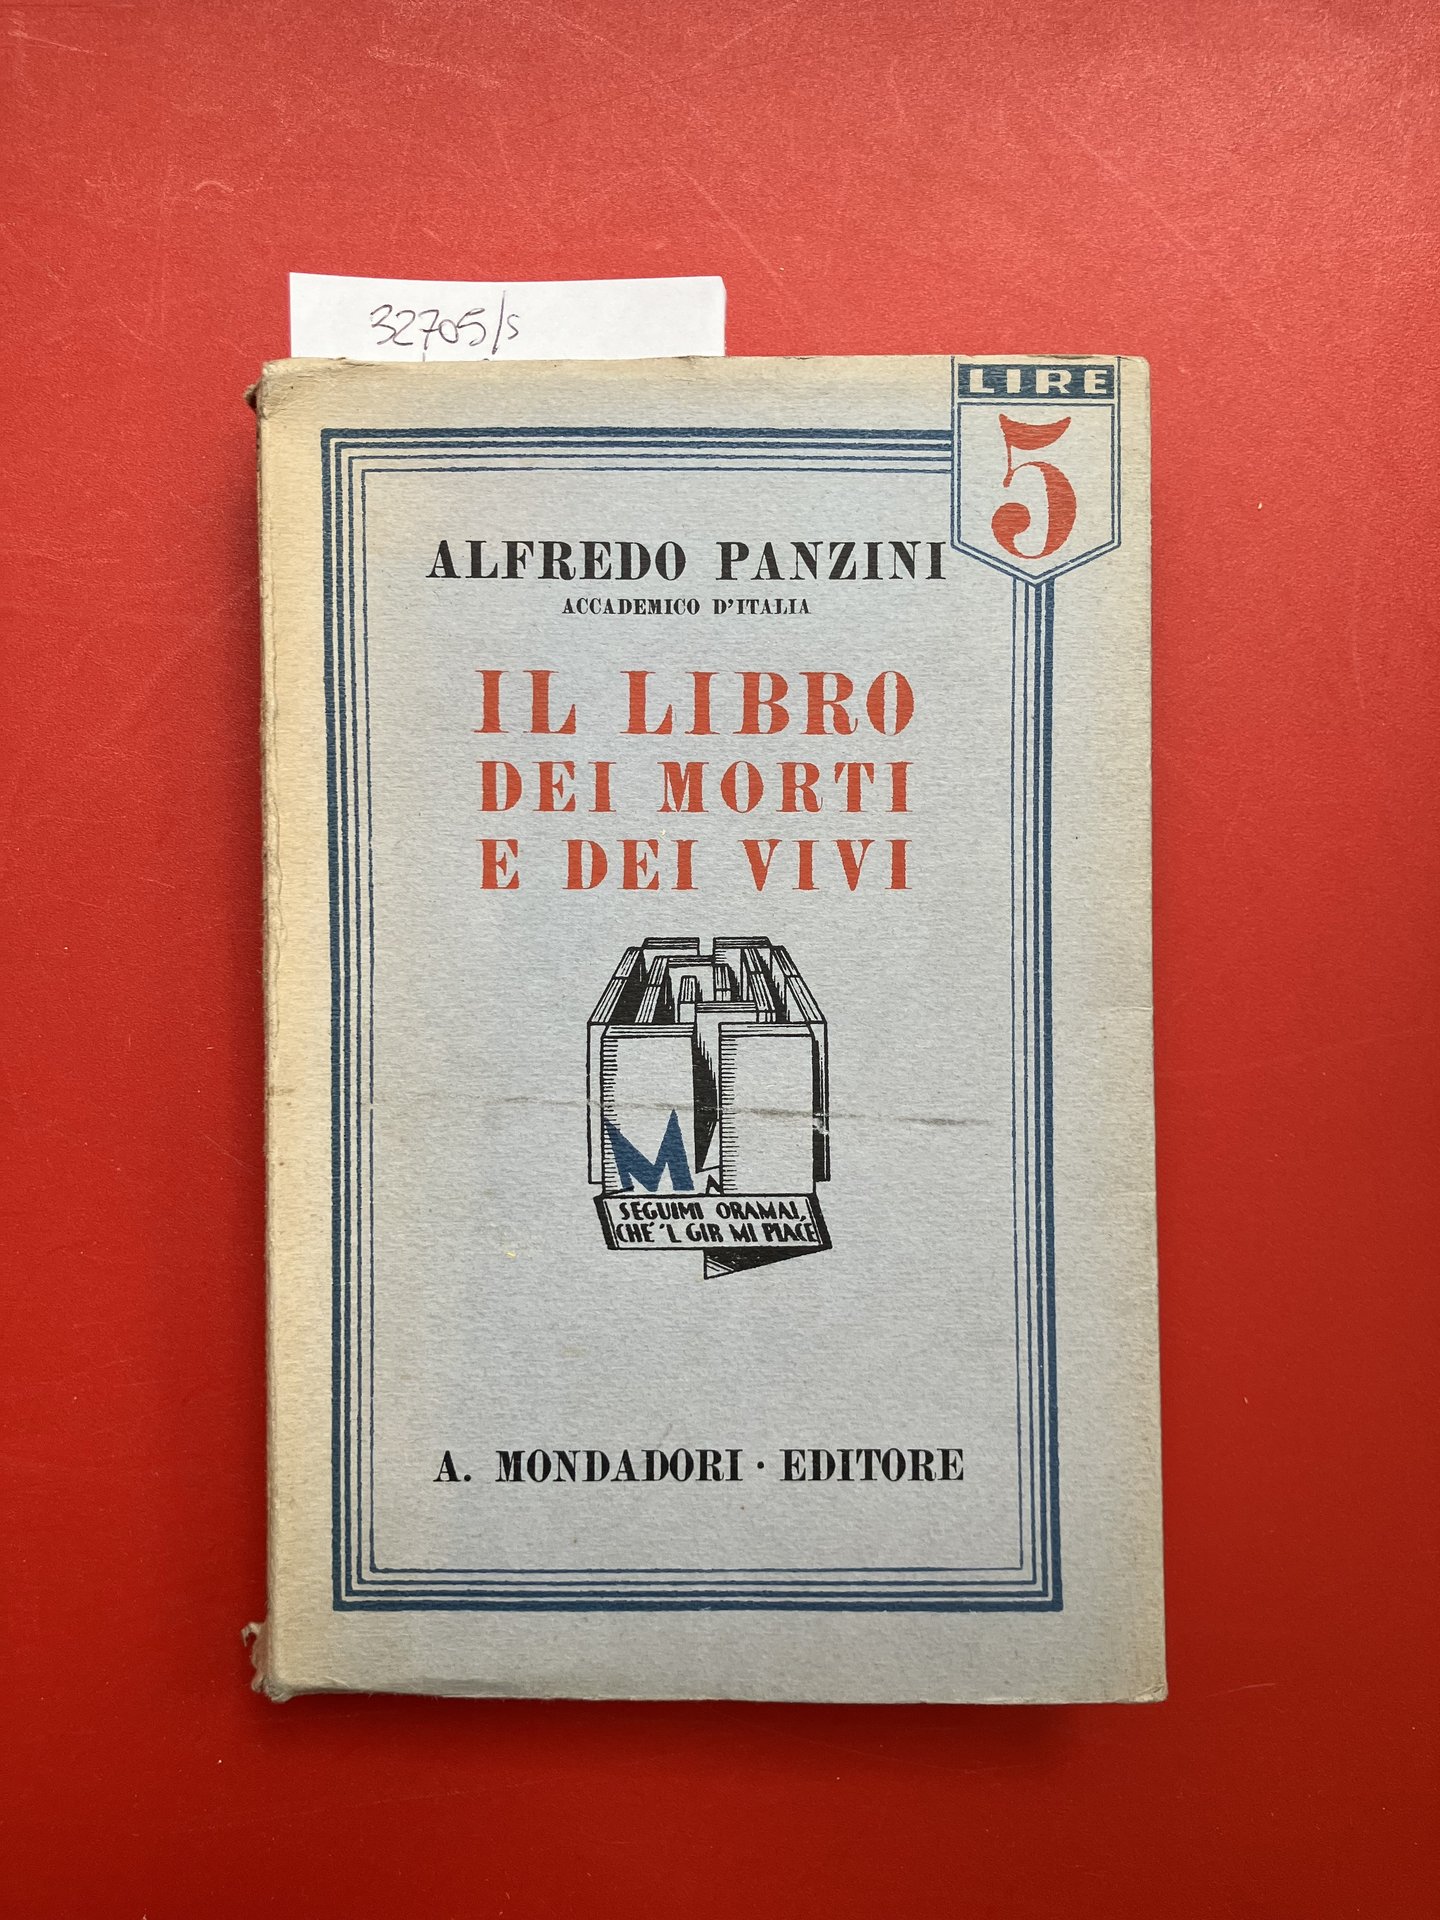 32705/s
LIRE
5
ALFREDO PANZINI
ACCADEMICO D'ITALIA
IL LIBRO
DEI MORTI
E DEI VIVI
M
SEGUIMI ORAMAI,
CHÉ 'L GIR MI PIACE
A. MONDADORI · EDITORE